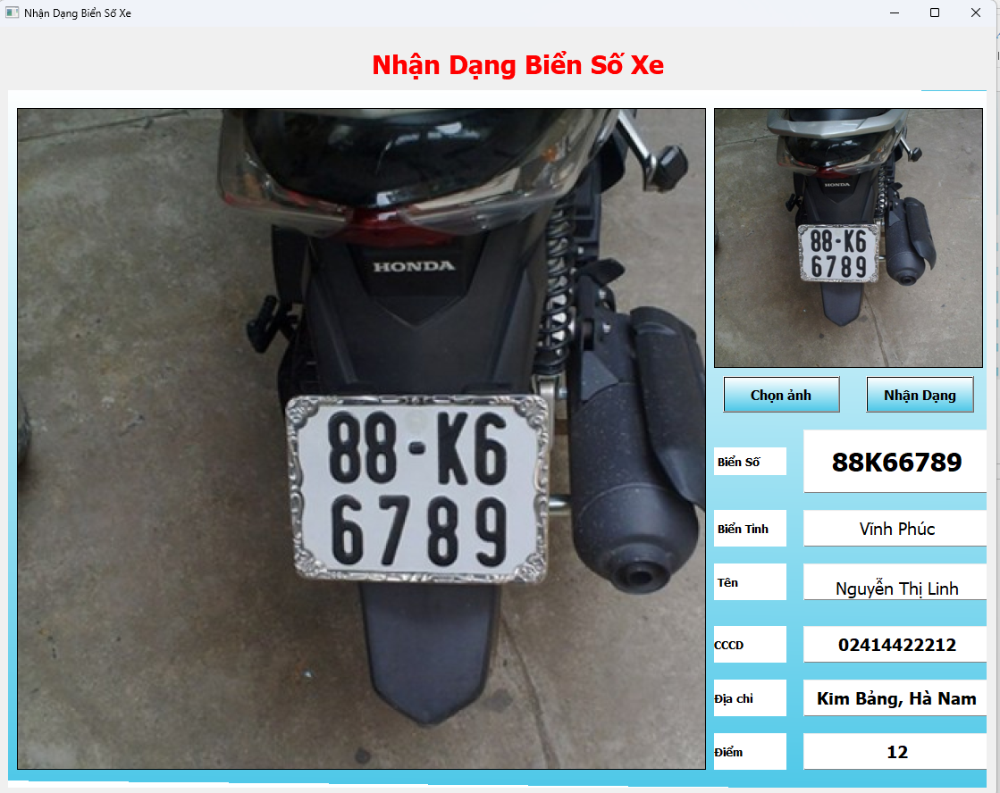 Nhận Dạng Biển Số Xe
Nhận Dạng Biển Số Xe
HONDA
88-K6
6789
HONDA
88-K6
6789
Chọn ảnh
Nhận Dạng
Biển Số
88K66789
Biển Tỉnh
Vĩnh Phúc
Tên
Nguyễn Thị Linh
CCCD
02414422212
Địa chỉ
Kim Bảng, Hà Nam
Điểm
12